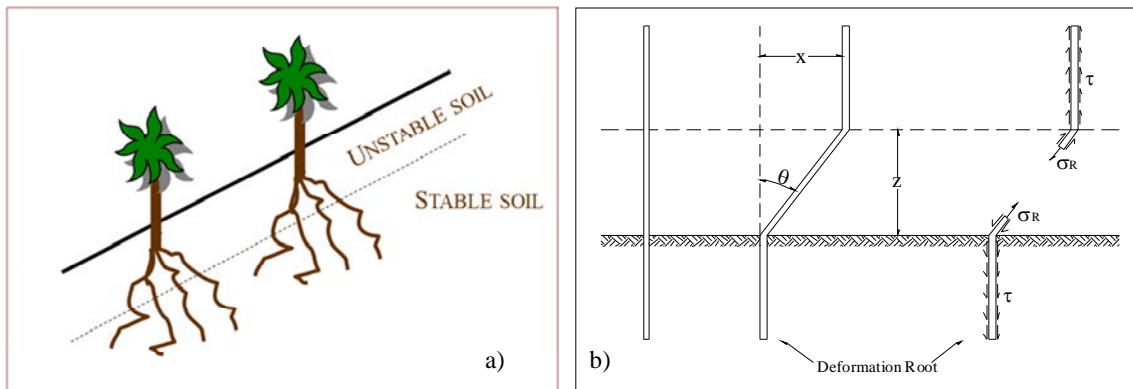 UNSTABLE SOIL
STABLE SOIL
a)
x
θ
z
τ
σR
σR
τ
Deformation Root
b)